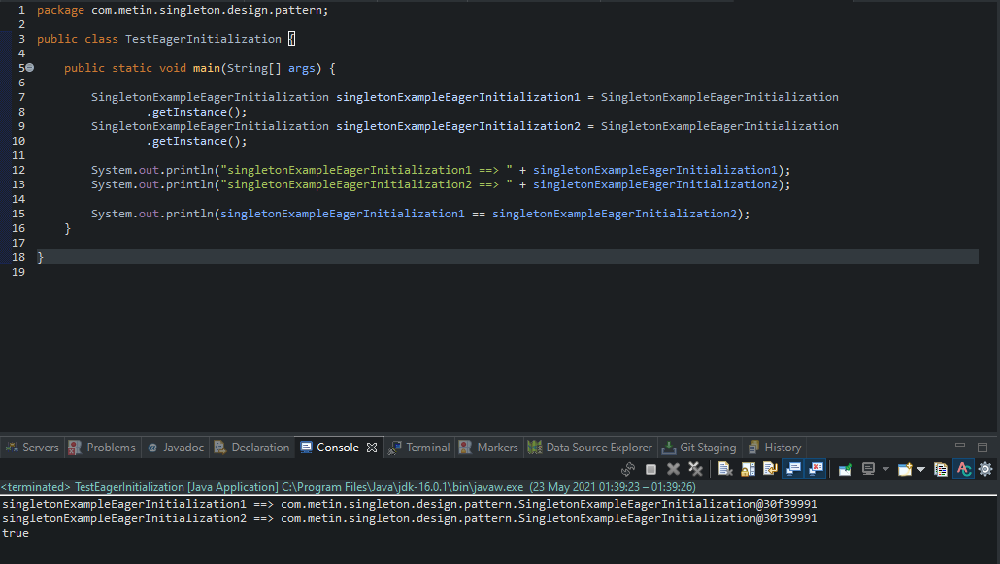 1 package com.metin.singleton.design.pattern;
2
3 public class TestEagerInitialization {
4
5 public static void main(String[] args) {
6
7 SingletonExampleEagerInitialization singletonExampleEagerInitialization1 = SingletonExampleEagerInitialization
8 .getInstance();
9 SingletonExampleEagerInitialization singletonExampleEagerInitialization2 = SingletonExampleEagerInitialization
10 .getInstance();
11
12 System.out.println("singletonExampleEagerInitialization1 ==> " + singletonExampleEagerInitialization1);
13 System.out.println("singletonExampleEagerInitialization2 ==> " + singletonExampleEagerInitialization2);
14
15 System.out.println(singletonExampleEagerInitialization1 == singletonExampleEagerInitialization2);
16 }
17
18 }
19
Servers Problems @ Javadoc Declaration Console Terminal Markers Data Source Explorer Git Staging History
<terminated> TestEagerInitialization [Java Application] C:\Program Files\Java\jdk-16.0.1\bin\javaw.exe (23 May 2021 01:39:23 – 01:39:26)
singletonExampleEagerInitialization1 ==> com.metin.singleton.design.pattern.SingletonExampleEagerInitialization@30f39991
singletonExampleEagerInitialization2 ==> com.metin.singleton.design.pattern.SingletonExampleEagerInitialization@30f39991
true